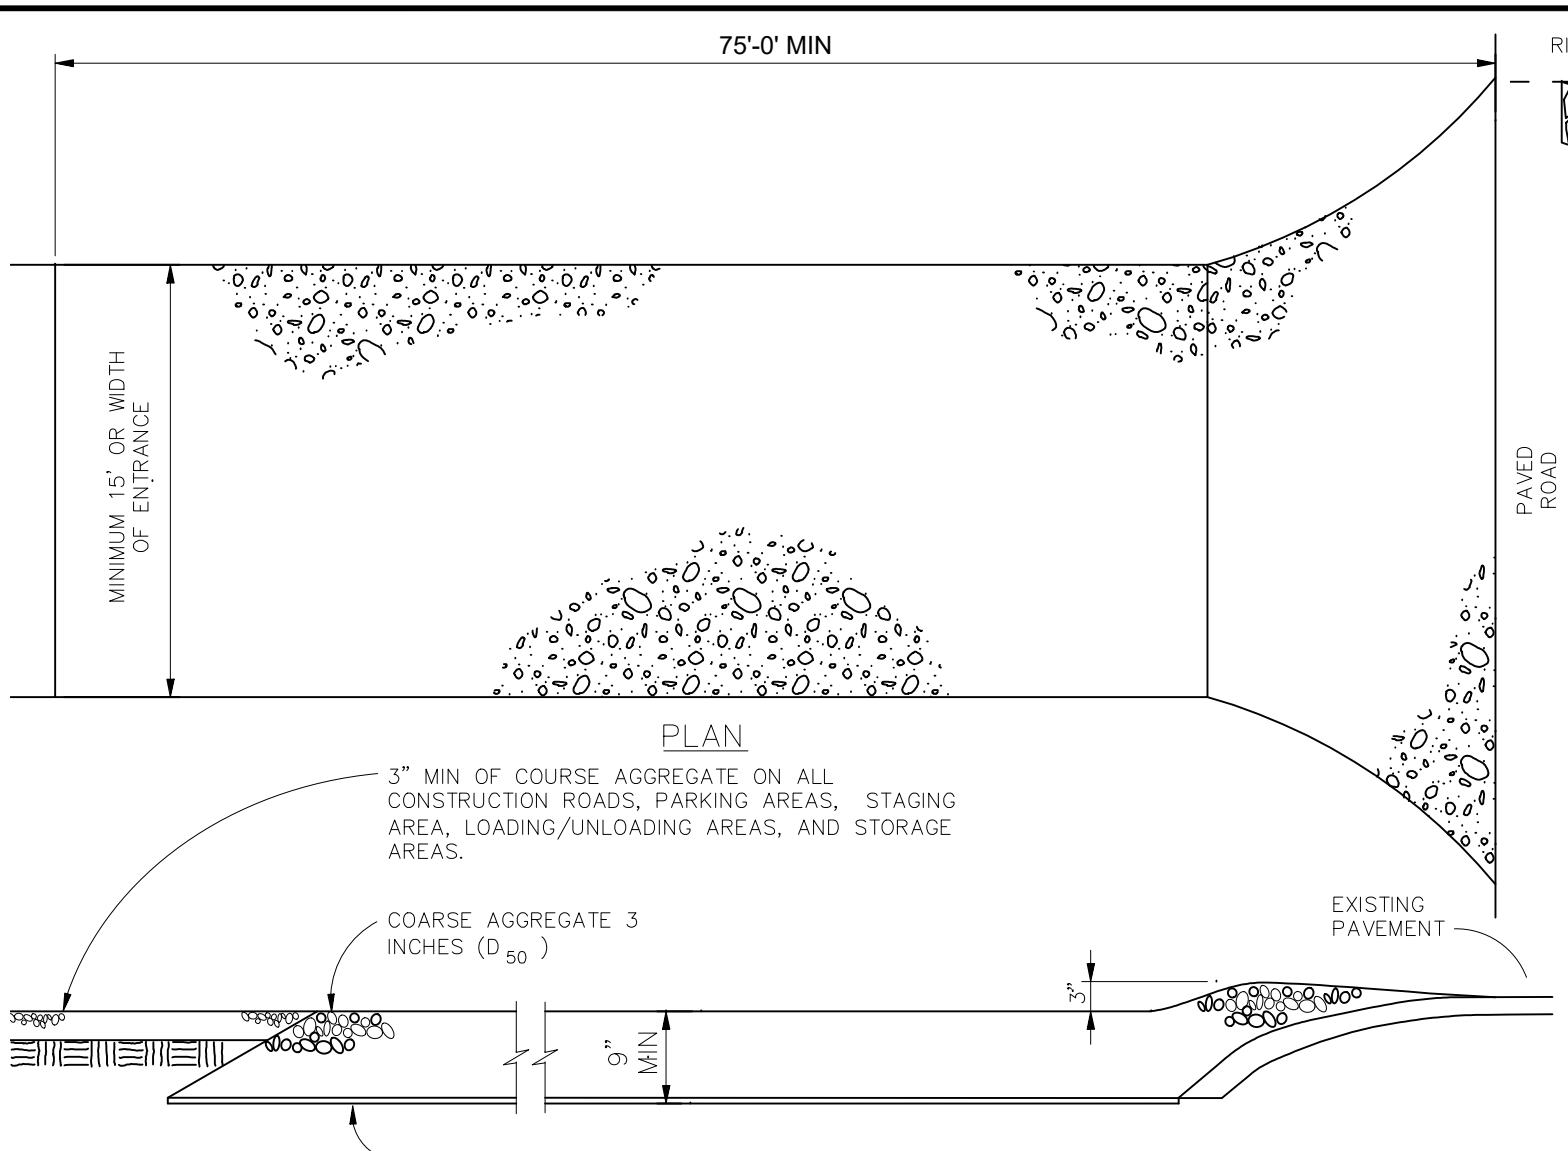 75'-0' MIN
RI
MINIMUM 15' OR WIDTH
OF ENTRANCE
PAVED
ROAD
PLAN
3" MIN OF COURSE AGGREGATE ON ALL
CONSTRUCTION ROADS, PARKING AREAS, STAGING
AREA, LOADING/UNLOADING AREAS, AND STORAGE
AREAS.
COARSE AGGREGATE 3
INCHES (D50)
EXISTING
PAVEMENT
3"
9"
MIN